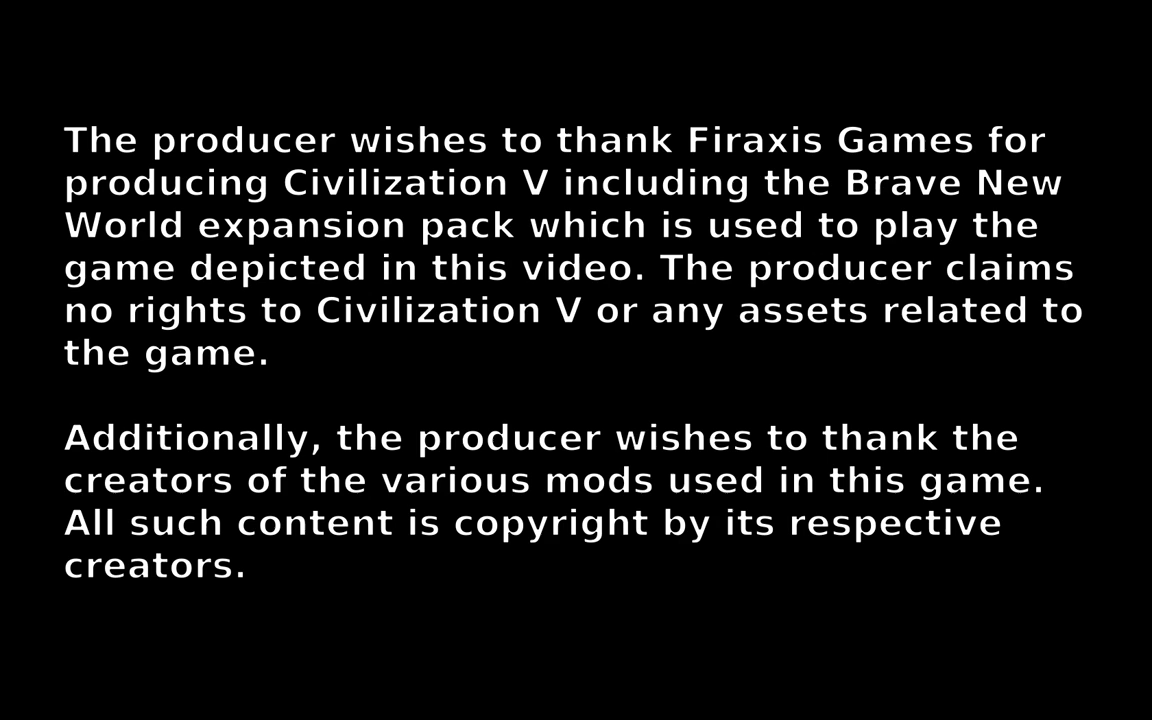 The producer wishes to thank Firaxis Games for
producing Civilization V including the Brave New
World expansion pack which is used to play the
game depicted in this video. The producer claims
no rights to Civilization V or any assets related to
the game.
Additionally, the producer wishes to thank the
creators of the various mods used in this game.
All such content is copyright by its respective
creators.